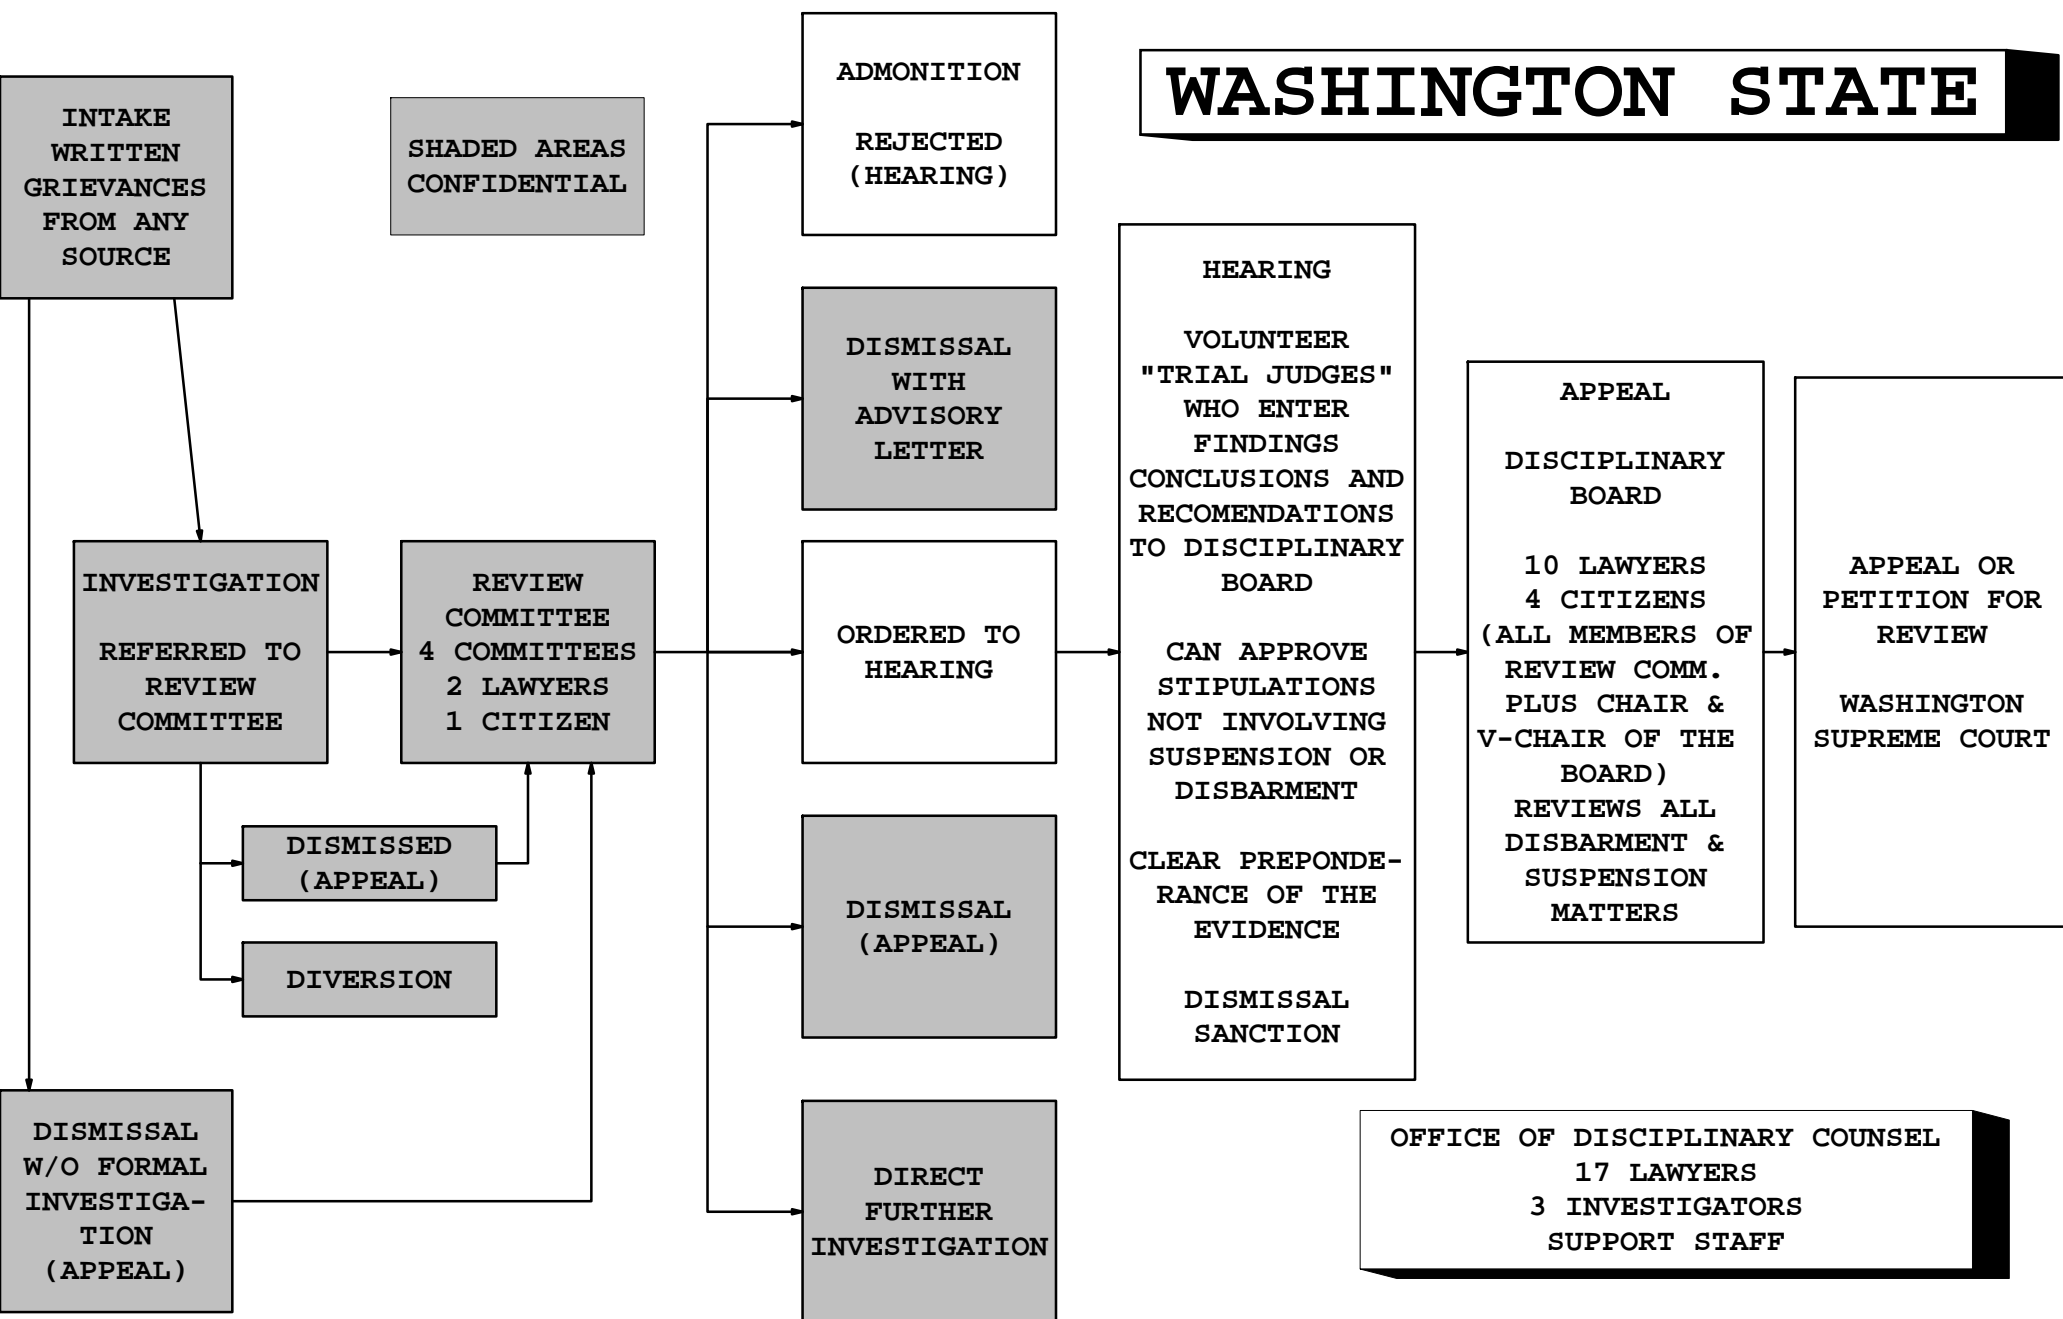 WASHINGTON STATE
INTAKE
WRITTEN
GRIEVANCES
FROM ANY
SOURCE
SHADED AREAS
CONFIDENTIAL
ADMONITION
REJECTED
(HEARING)
DISMISSAL
WITH
ADVISORY
LETTER
INVESTIGATION
REFERRED TO
REVIEW
COMMITTEE
REVIEW
COMMITTEE
4 COMMITTEES
2 LAWYERS
1 CITIZEN
ORDERED TO
HEARING
DISMISSED
(APPEAL)
DIVERSION
DISMISSAL
(APPEAL)
DISMISSAL
W/O FORMAL
INVESTIGA-
TION
(APPEAL)
DIRECT
FURTHER
INVESTIGATION
HEARING
VOLUNTEER
"TRIAL JUDGES"
WHO ENTER
FINDINGS
CONCLUSIONS AND
RECOMENDATIONS
TO DISCIPLINARY
BOARD
CAN APPROVE
STIPULATIONS
NOT INVOLVING
SUSPENSION OR
DISBARMENT
CLEAR PREPONDE-
RANCE OF THE
EVIDENCE
DISMISSAL
SANCTION
APPEAL
DISCIPLINARY
BOARD
10 LAWYERS
4 CITIZENS
(ALL MEMBERS OF
REVIEW COMM.
PLUS CHAIR &
V-CHAIR OF THE
BOARD)
REVIEWS ALL
DISBARMENT &
SUSPENSION
MATTERS
APPEAL OR
PETITION FOR
REVIEW
WASHINGTON
SUPREME COURT
OFFICE OF DISCIPLINARY COUNSEL
17 LAWYERS
3 INVESTIGATORS
SUPPORT STAFF